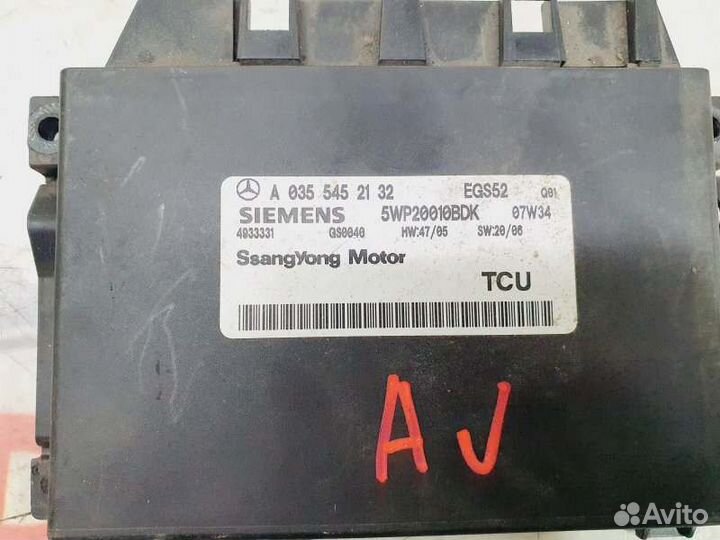 A 035 545 21 32 EGS52 Q01
SIEMENS 5WP20010BDK 07W34
4033331 GS0040 HW:47/05 SW:20/06
SsangYong Motor
TCU
AJ
Avito